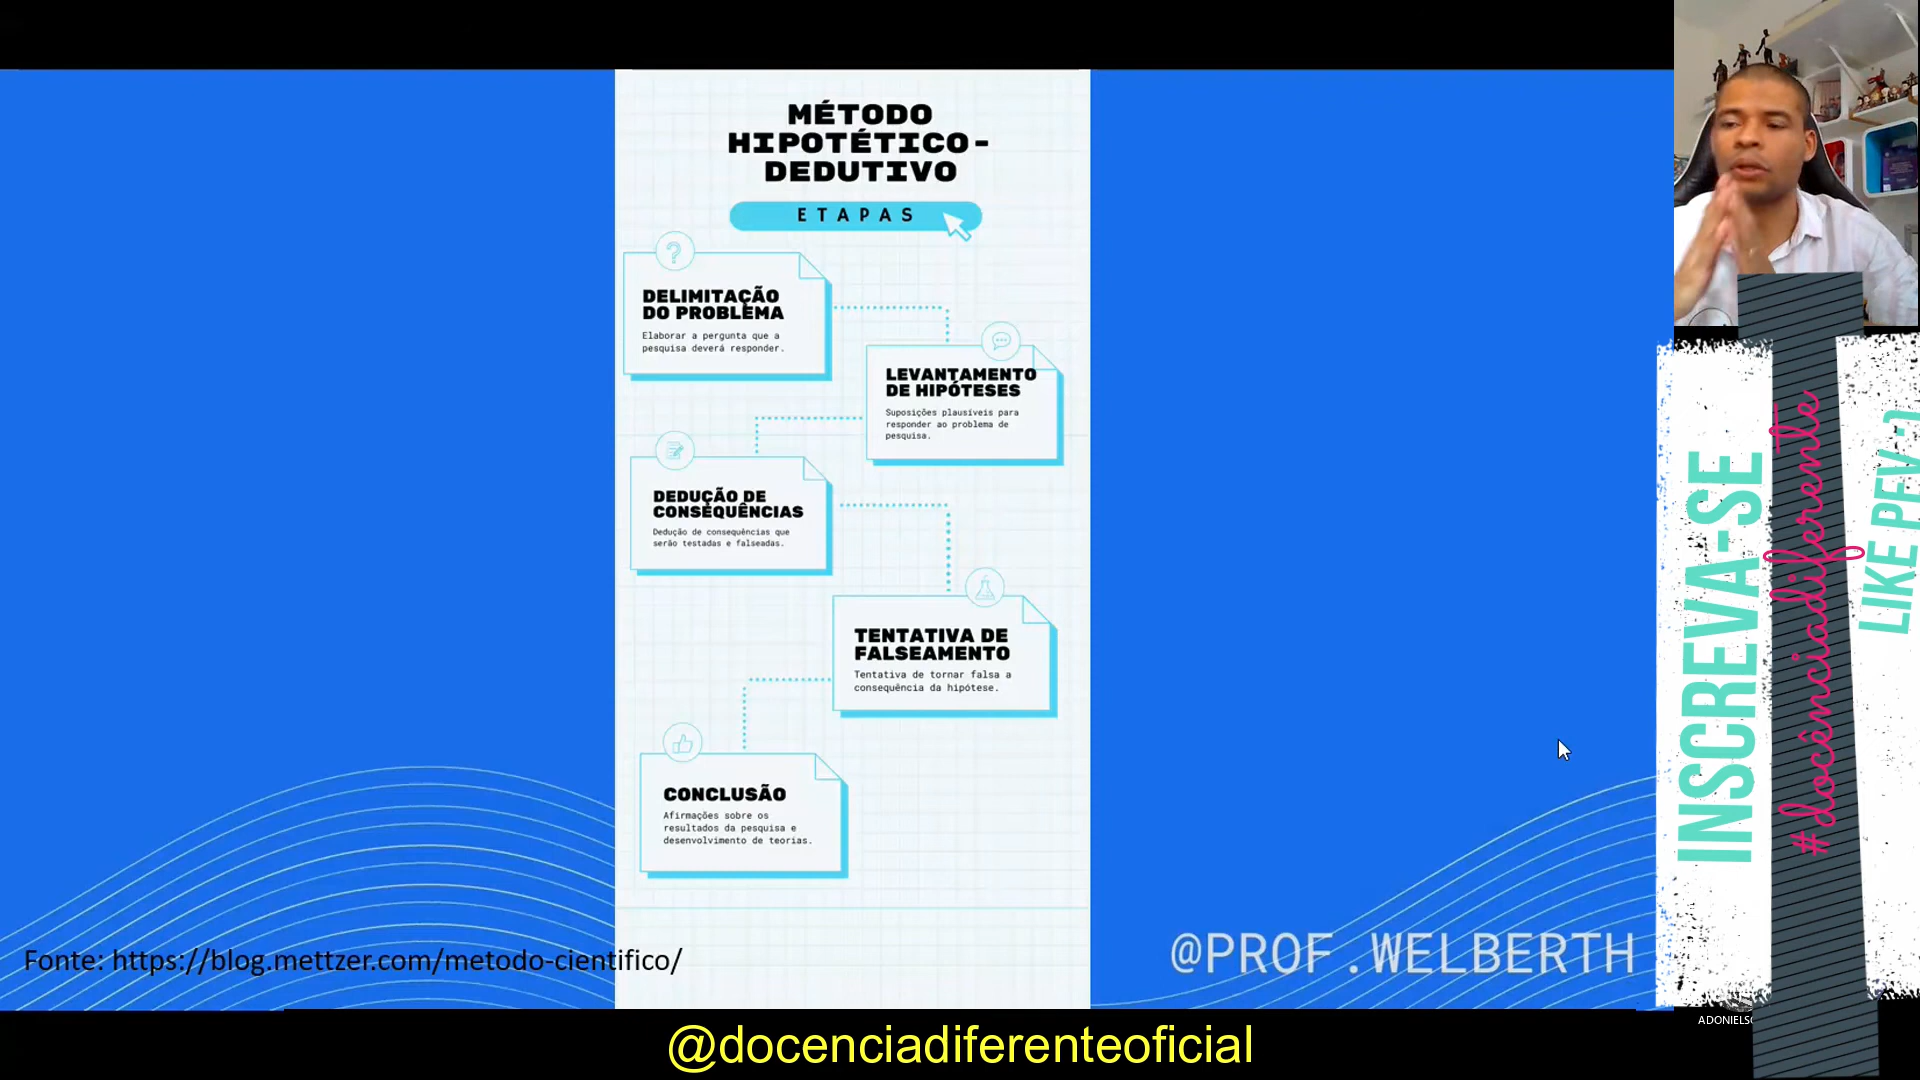 MÉTODO
HIPOTÉTICO-
DEDUTIVO
ETAPAS
DELIMITAÇÃO
DO PROBLEMA
Elaborar a pergunta que a
pesquisa deverá responder.
LEVANTAMENTO
DE HIPÓTESES
Suposições plausíveis para
responder ao problema de
pesquisa.
DEDUÇÃO DE
CONSEQUÊNCIAS
Dedução de consequências que
serão testadas e falseadas.
TENTATIVA DE
FALSEAMENTO
Tentativa de tornar falsa a
consequência da hipótese.
CONCLUSÃO
Afirmações sobre os
resultados da pesquisa e
desenvolvimento de teorias.
Fonte: https://blog.mettzer.com/metodo-cientifico/
@PROF.WELBERTH
INSCREVA-SE
#docênciadiferente
LIKE PFV :)
@docenciadiferenteoficial